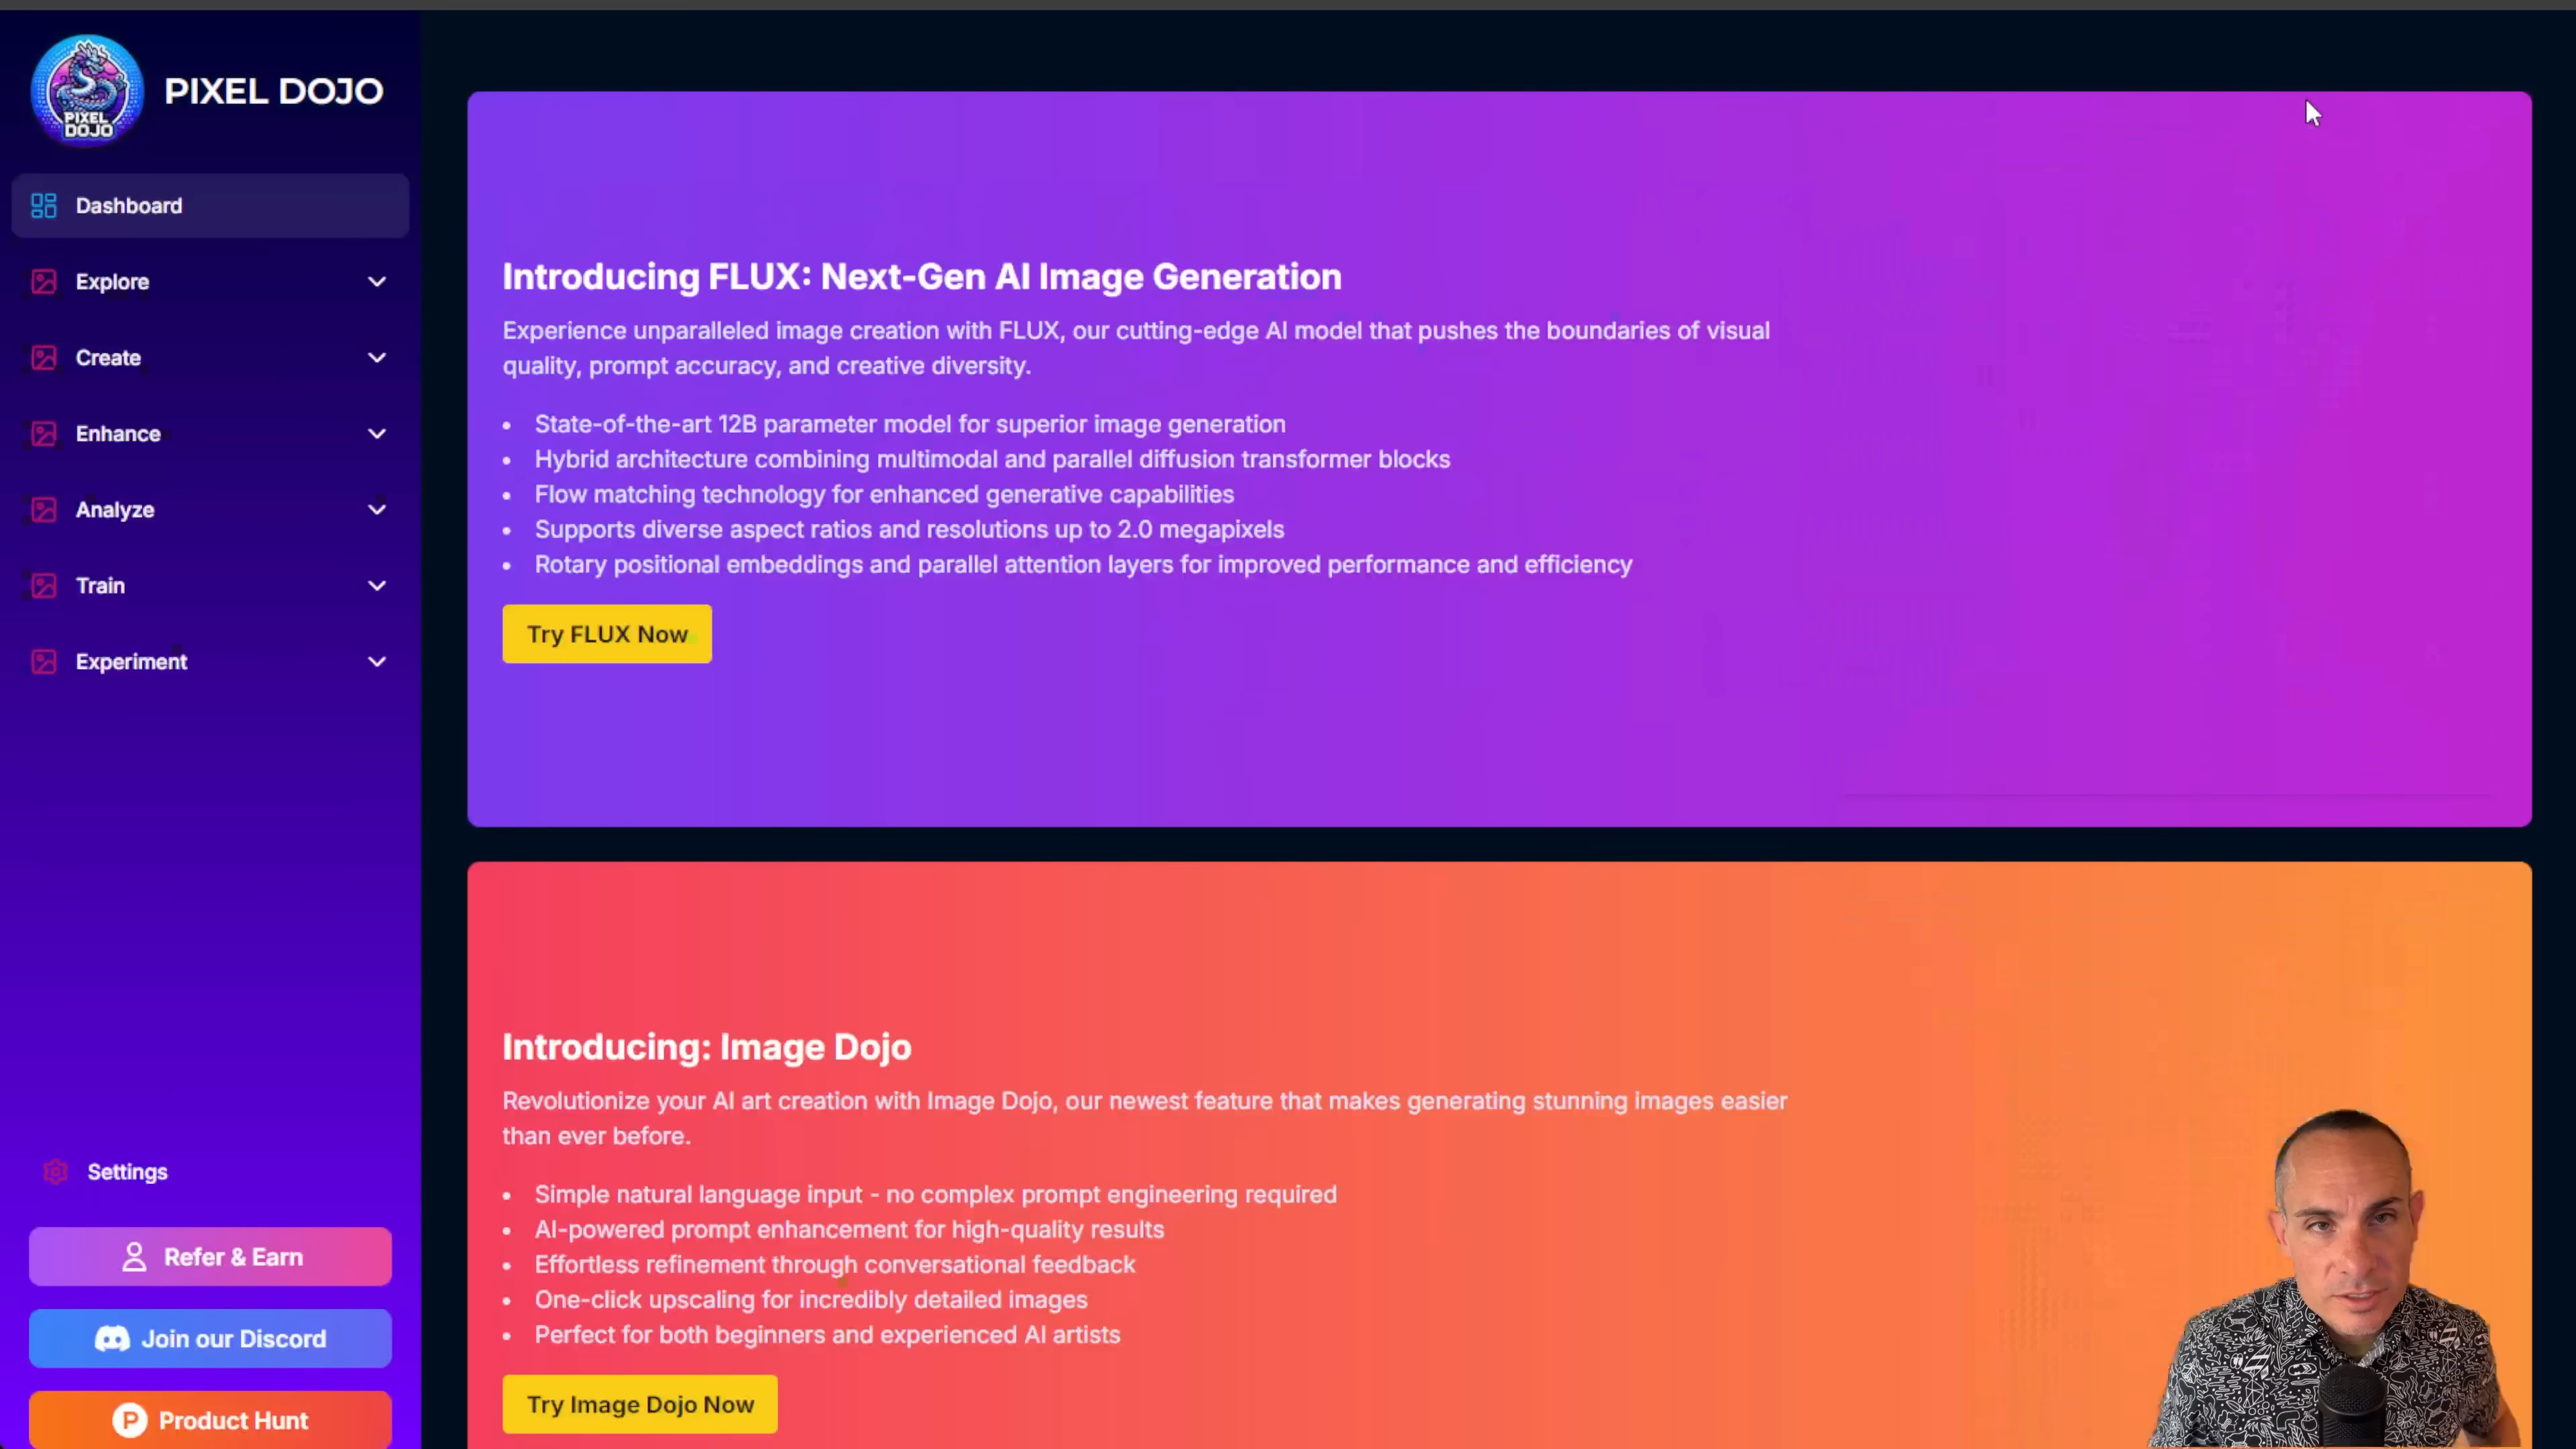 PIXEL DOJO
PIXEL
DOJO
Dashboard
Explore
Create
Enhance
Analyze
Train
Experiment
Settings
Refer & Earn
Join our Discord
P Product Hunt
Introducing FLUX: Next-Gen AI Image Generation
Experience unparalleled image creation with FLUX, our cutting-edge AI model that pushes the boundaries of visual
quality, prompt accuracy, and creative diversity.
• State-of-the-art 12B parameter model for superior image generation
• Hybrid architecture combining multimodal and parallel diffusion transformer blocks
• Flow matching technology for enhanced generative capabilities
• Supports diverse aspect ratios and resolutions up to 2.0 megapixels
• Rotary positional embeddings and parallel attention layers for improved performance and efficiency
Try FLUX Now
Introducing: Image Dojo
Revolutionize your AI art creation with Image Dojo, our newest feature that makes generating stunning images easier
than ever before.
• Simple natural language input - no complex prompt engineering required
• AI-powered prompt enhancement for high-quality results
• Effortless refinement through conversational feedback
• One-click upscaling for incredibly detailed images
• Perfect for both beginners and experienced AI artists
Try Image Dojo Now